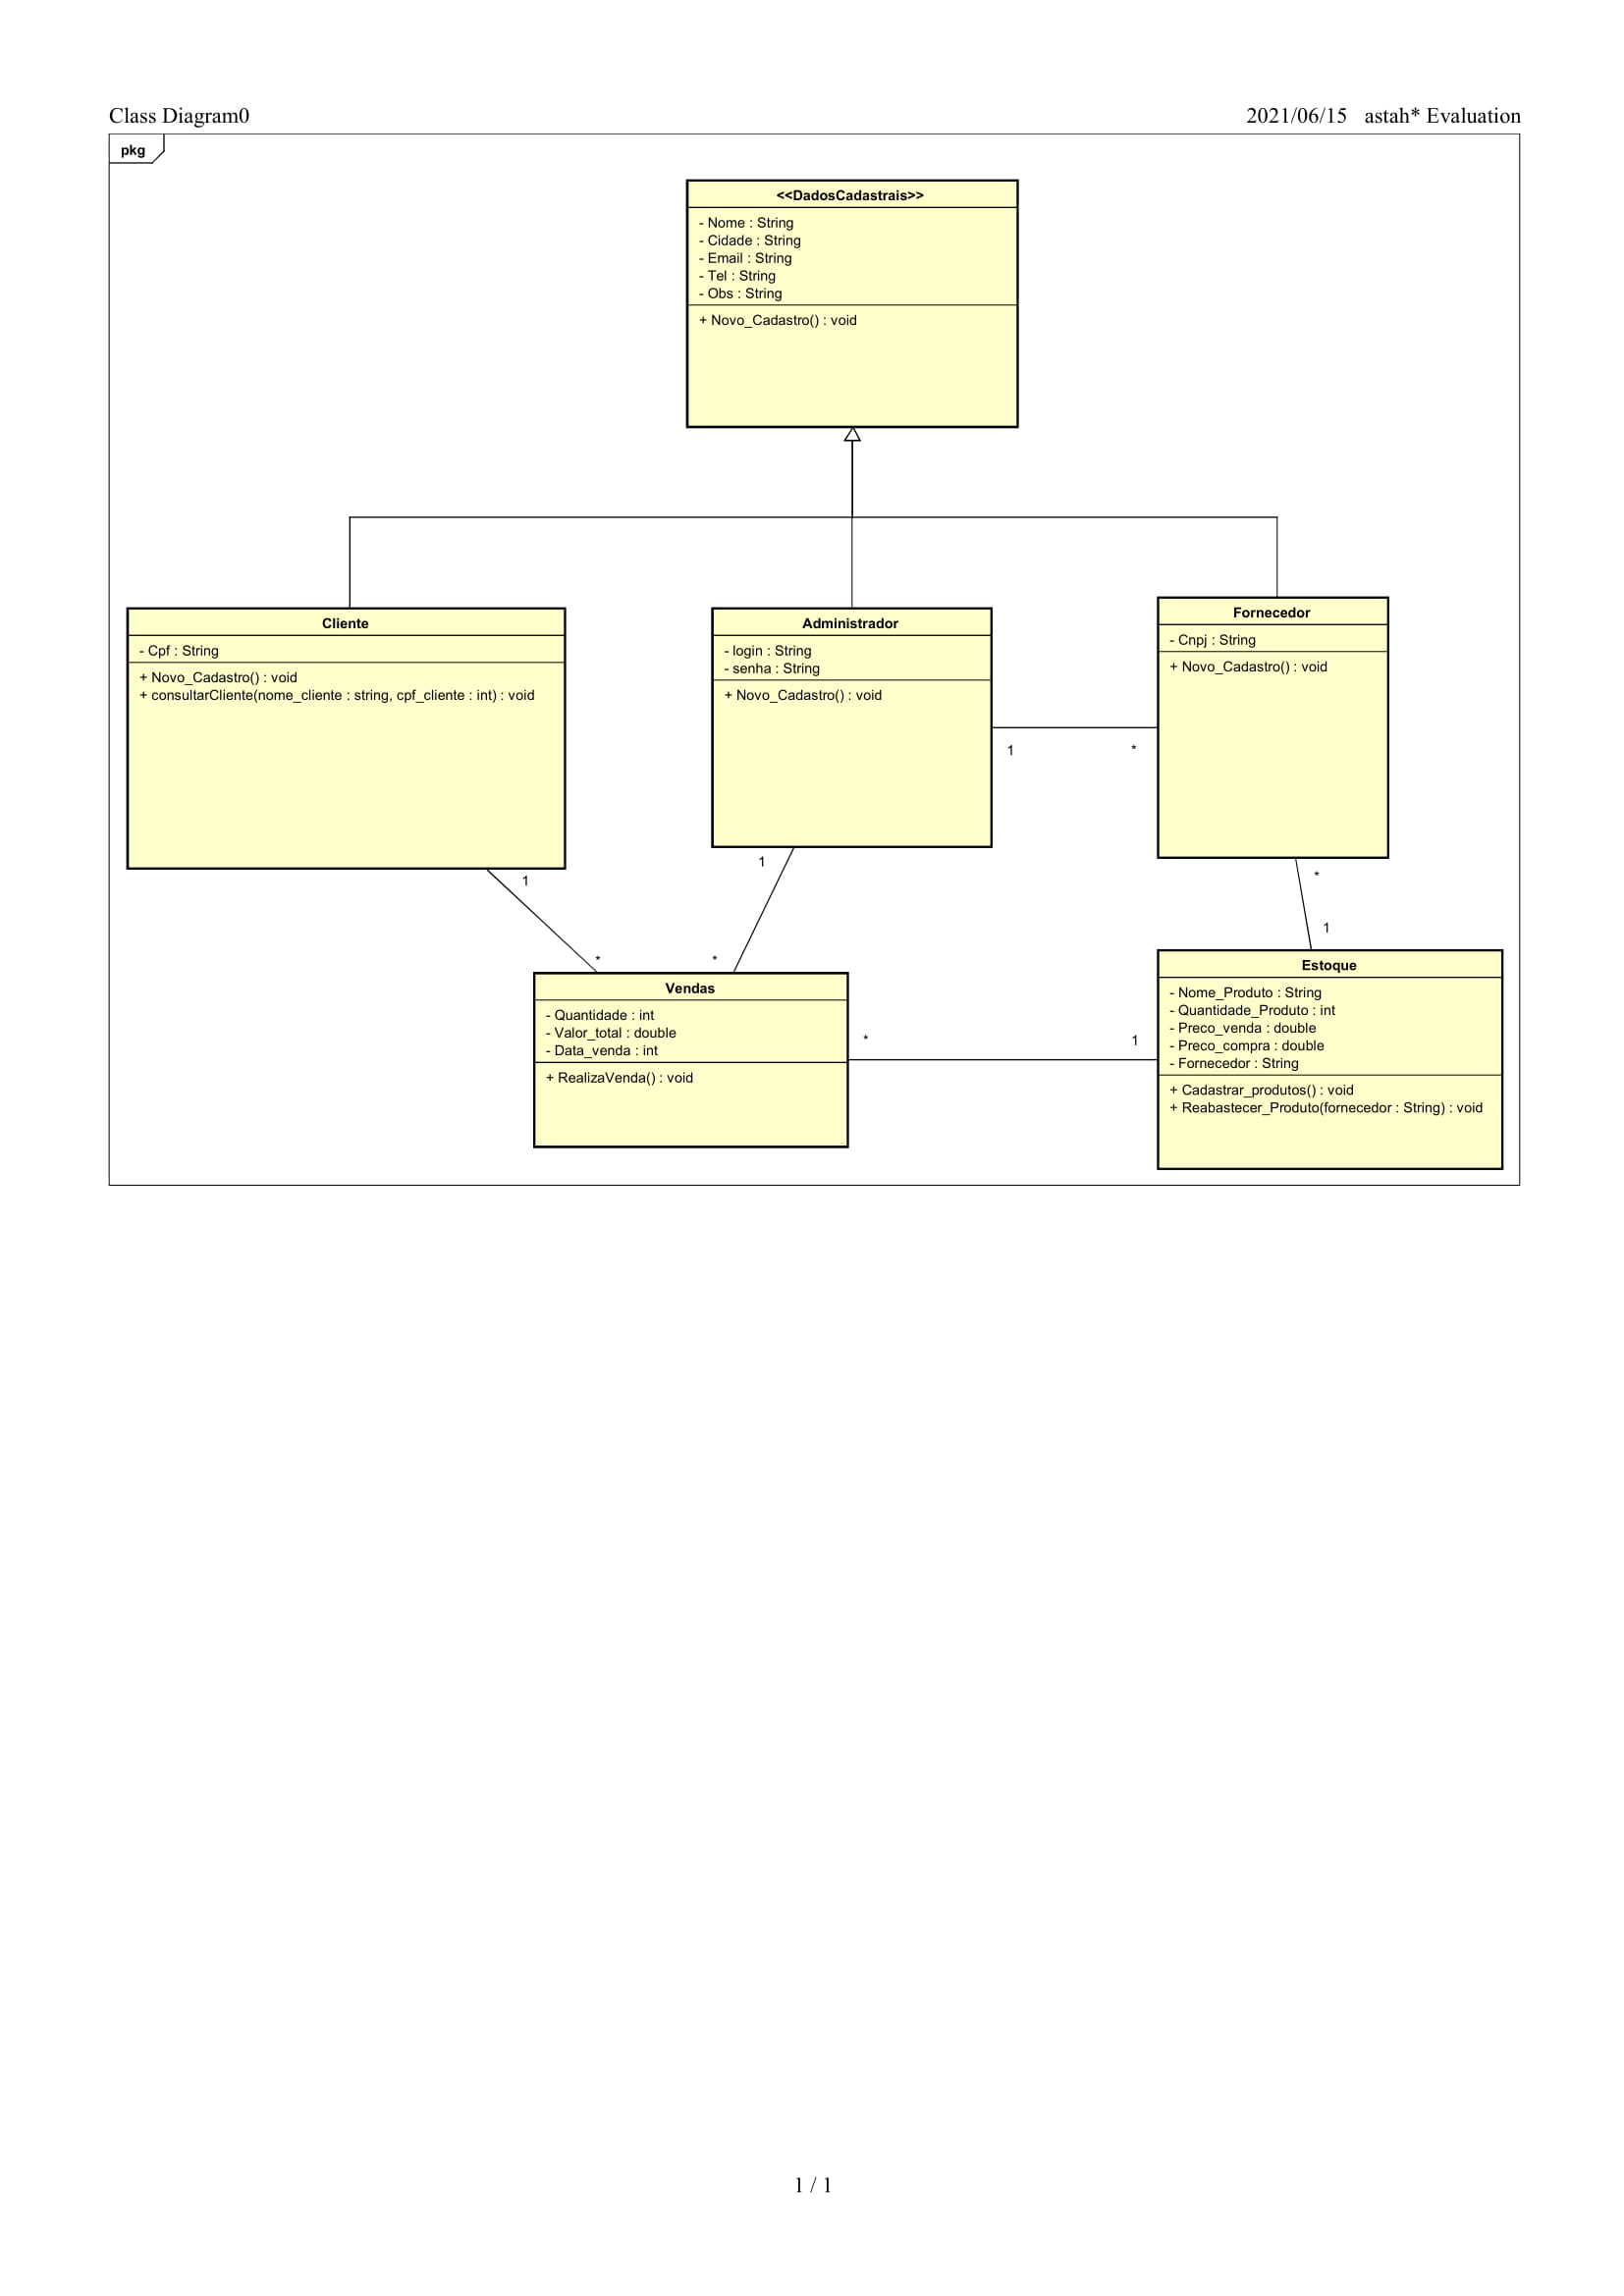 Class Diagram0
2021/06/15 astah* Evaluation
pkg
<<DadosCadastrais>>
- Nome : String
- Cidade : String
- Email : String
- Tel : String
- Obs : String
+ Novo_Cadastro() : void
Cliente
- Cpf : String
+ Novo_Cadastro() : void
+ consultarCliente(nome_cliente : string, cpf_cliente : int) : void
Administrador
- login : String
- senha : String
+ Novo_Cadastro() : void
Fornecedor
- Cnpj : String
+ Novo_Cadastro() : void
1
*
1
*
1
*
*
1
Vendas
- Quantidade : int
- Valor_total : double
- Data_venda : int
+ RealizaVenda() : void
*
1
Estoque
- Nome_Produto : String
- Quantidade_Produto : int
- Preco_venda : double
- Preco_compra : double
- Fornecedor : String
+ Cadastrar_produtos() : void
+ Reabastecer_Produto(fornecedor : String) : void
1 / 1